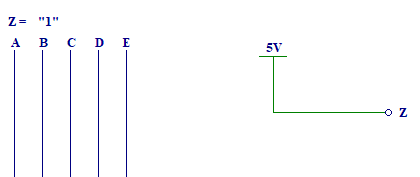 Z = "1"
A B C D E
5V
Z